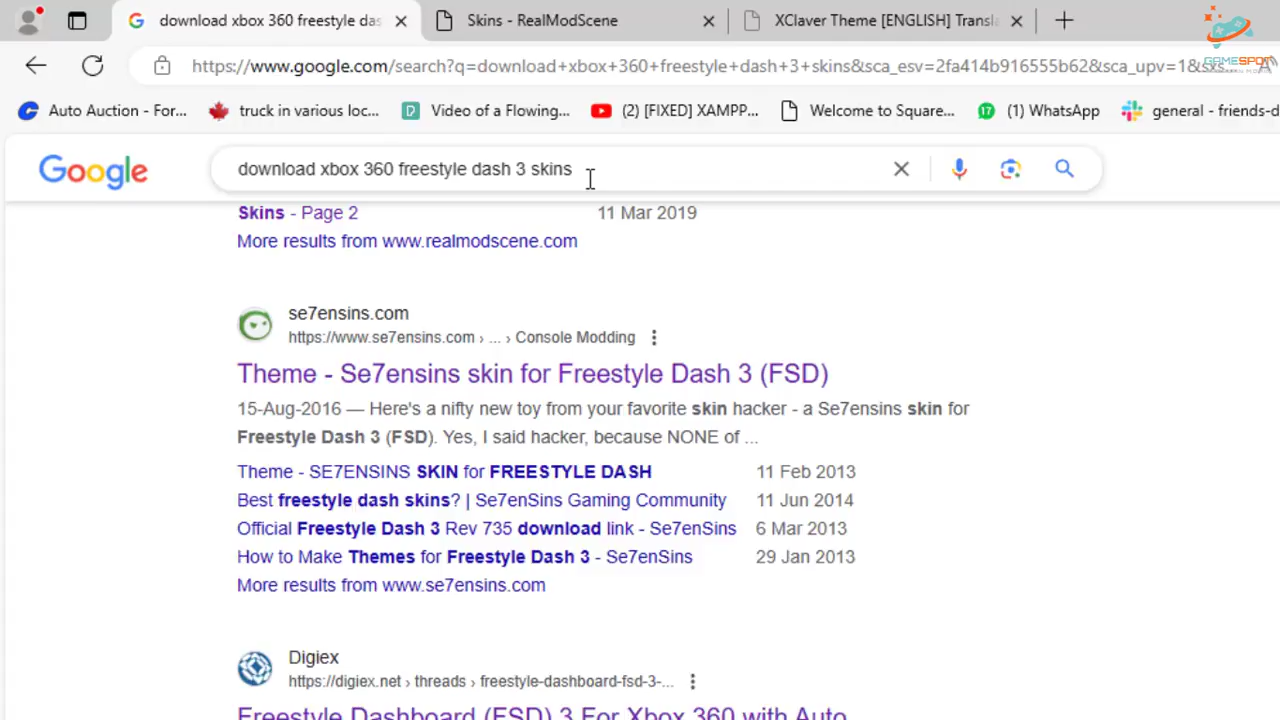 download xbox 360 freestyle das
Skins - RealModScene
XClaver Theme [ENGLISH] Transla
GAMESPOT
https://www.google.com/search?q=download+xbox+360+freestyle+dash+3+skins&sca_esv=2fa414b916555b62&sca_upv=1&sxs
Auto Auction - For...
truck in various loc...
Video of a Flowing...
(2) [FIXED] XAMPP...
Welcome to Square...
(1) WhatsApp
general - friends-d
Google
download xbox 360 freestyle dash 3 skins
Skins - Page 2 11 Mar 2019
More results from www.realmodscene.com
se7ensins.com
https://www.se7ensins.com › ... › Console Modding
Theme - Se7ensins skin for Freestyle Dash 3 (FSD)
15-Aug-2016 — Here's a nifty new toy from your favorite skin hacker - a Se7ensins skin for
Freestyle Dash 3 (FSD). Yes, I said hacker, because NONE of ...
Theme - SE7ENSINS SKIN for FREESTYLE DASH 11 Feb 2013
Best freestyle dash skins? | Se7enSins Gaming Community 11 Jun 2014
Official Freestyle Dash 3 Rev 735 download link - Se7enSins 6 Mar 2013
How to Make Themes for Freestyle Dash 3 - Se7enSins 29 Jan 2013
More results from www.se7ensins.com
Digiex
https://digiex.net › threads › freestyle-dashboard-fsd-3-...
Freestyle Dashboard (FSD) 3 For Xbox 360 with Auto